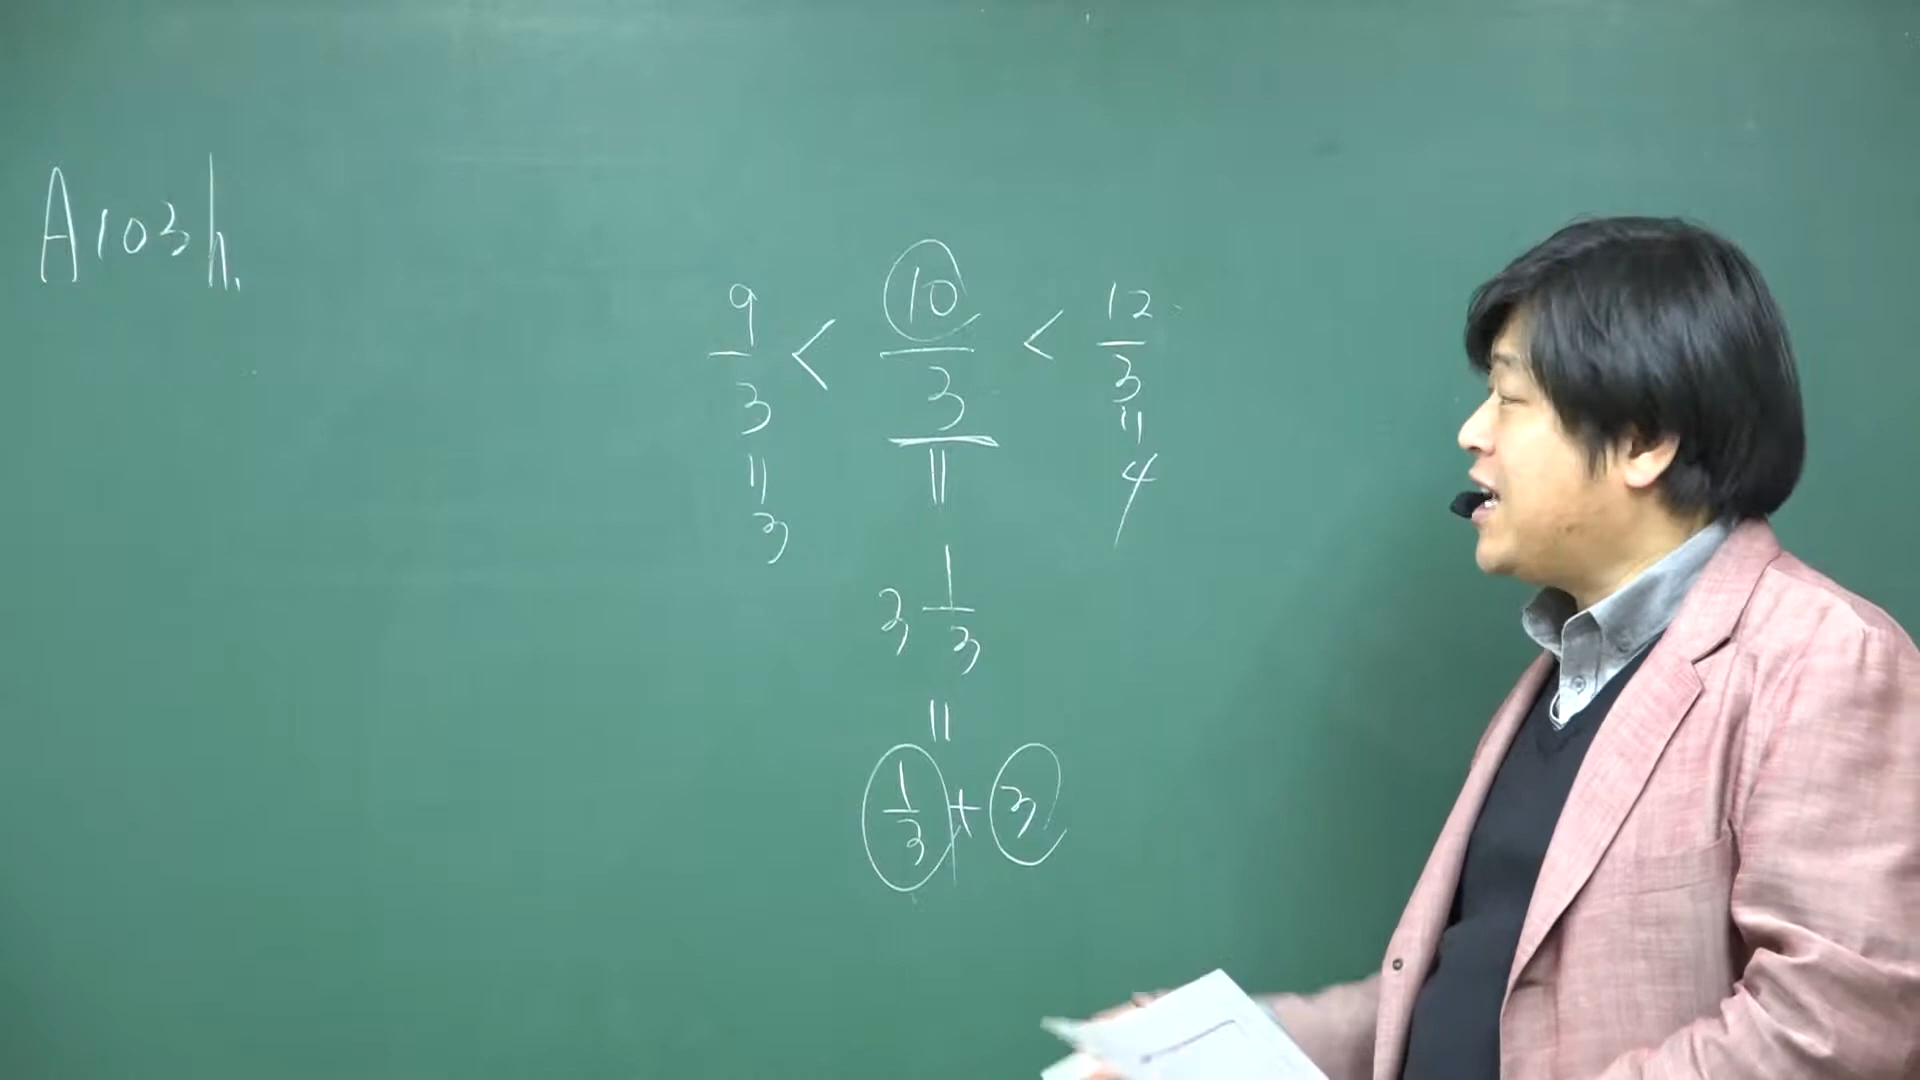 A103h.
9/3 < 10/3 < 12/3
= = =
3 3 1/3 4
=
1/3 + 3